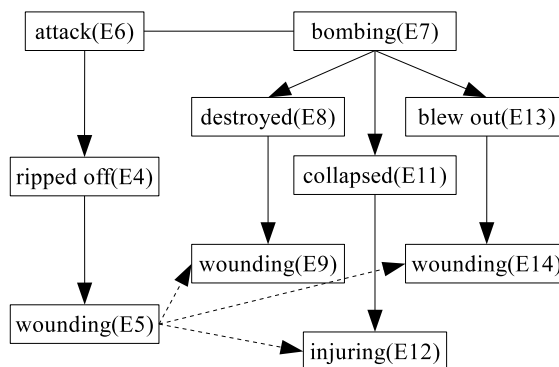 attack(E6)
bombing(E7)
destroyed(E8)
blew out(E13)
ripped off(E4)
collapsed(E11)
wounding(E9)
wounding(E14)
wounding(E5)
injuring(E12)